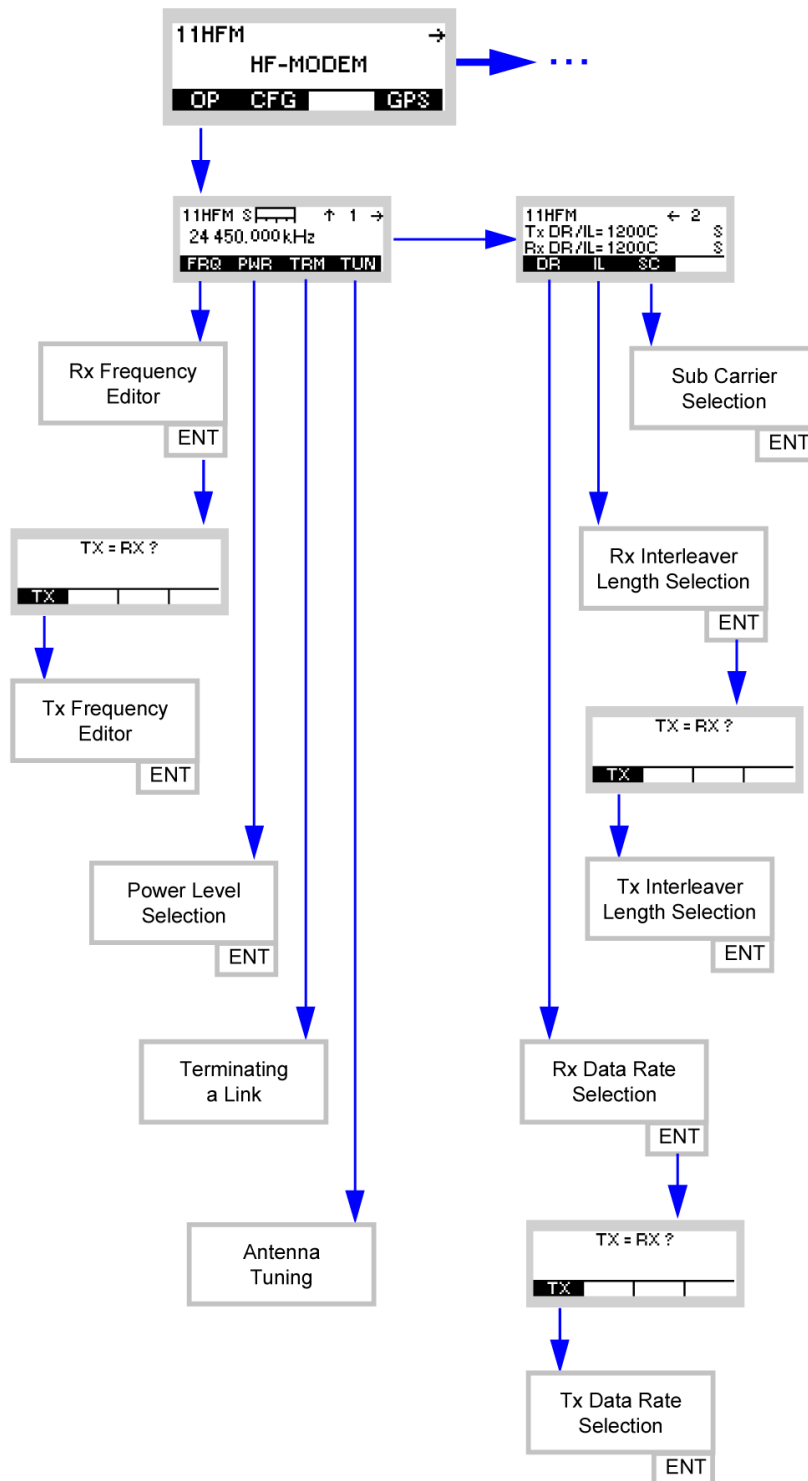 11HFM →
HF-MODEM
OP CFG GPS
...
11HFM S ↑ 1 →
24 450.000 kHz
FRQ PWR TRM TUN
11HFM ← 2
Tx DR/IL= 1200C S
Rx DR/IL= 1200C S
DR IL SC
Rx Frequency
Editor
ENT
Sub Carrier
Selection
ENT
TX = RX ?
TX
Rx Interleaver
Length Selection
ENT
Tx Frequency
Editor
ENT
TX = RX ?
TX
Power Level
Selection
ENT
Tx Interleaver
Length Selection
ENT
Terminating
a Link
Rx Data Rate
Selection
ENT
Antenna
Tuning
TX = RX ?
TX
Tx Data Rate
Selection
ENT